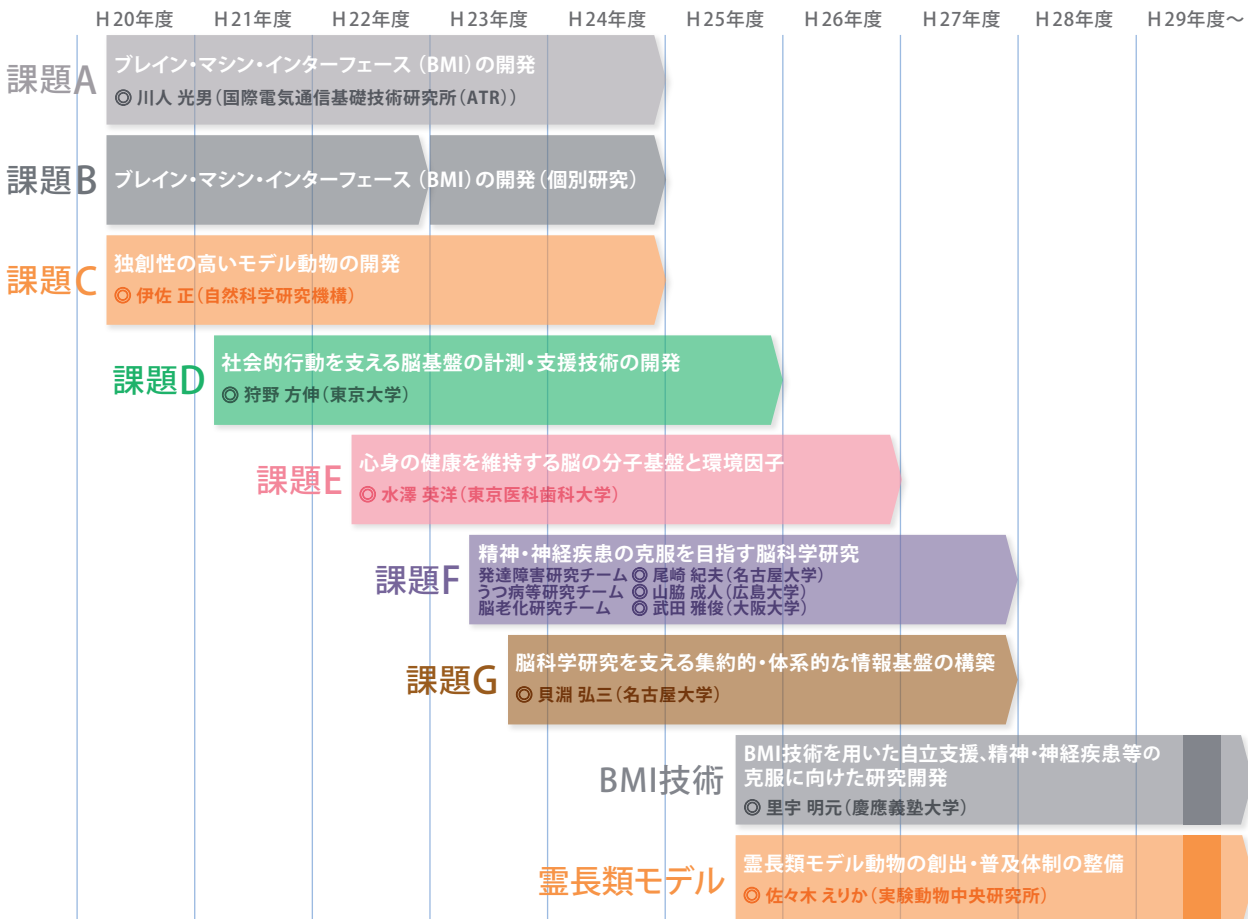 H20年度 H21年度 H22年度 H23年度 H24年度 H25年度 H26年度 H27年度 H28年度 H29年度～
課題A
ブレイン・マシン・インターフェース（BMI）の開発
◎ 川人 光男（国際電気通信基礎技術研究所（ATR））
課題B
ブレイン・マシン・インターフェース（BMI）の開発（個別研究）
課題C
独創性の高いモデル動物の開発
◎ 伊佐 正（自然科学研究機構）
課題D
社会的行動を支える脳基盤の計測・支援技術の開発
◎ 狩野 方伸（東京大学）
課題E
心身の健康を維持する脳の分子基盤と環境因子
◎ 水澤 英洋（東京医科歯科大学）
課題F
精神・神経疾患の克服を目指す脳科学研究
発達障害研究チーム ◎ 尾崎 紀夫（名古屋大学）
うつ病等研究チーム ◎ 山脇 成人（広島大学）
脳老化研究チーム ◎ 武田 雅俊（大阪大学）
課題G
脳科学研究を支える集約的・体系的な情報基盤の構築
◎ 貝淵 弘三（名古屋大学）
BMI技術
BMI技術を用いた自立支援、精神・神経疾患等の
克服に向けた研究開発
◎ 里宇 明元（慶應義塾大学）
霊長類モデル
霊長類モデル動物の創出・普及体制の整備
◎ 佐々木 えりか（実験動物中央研究所）